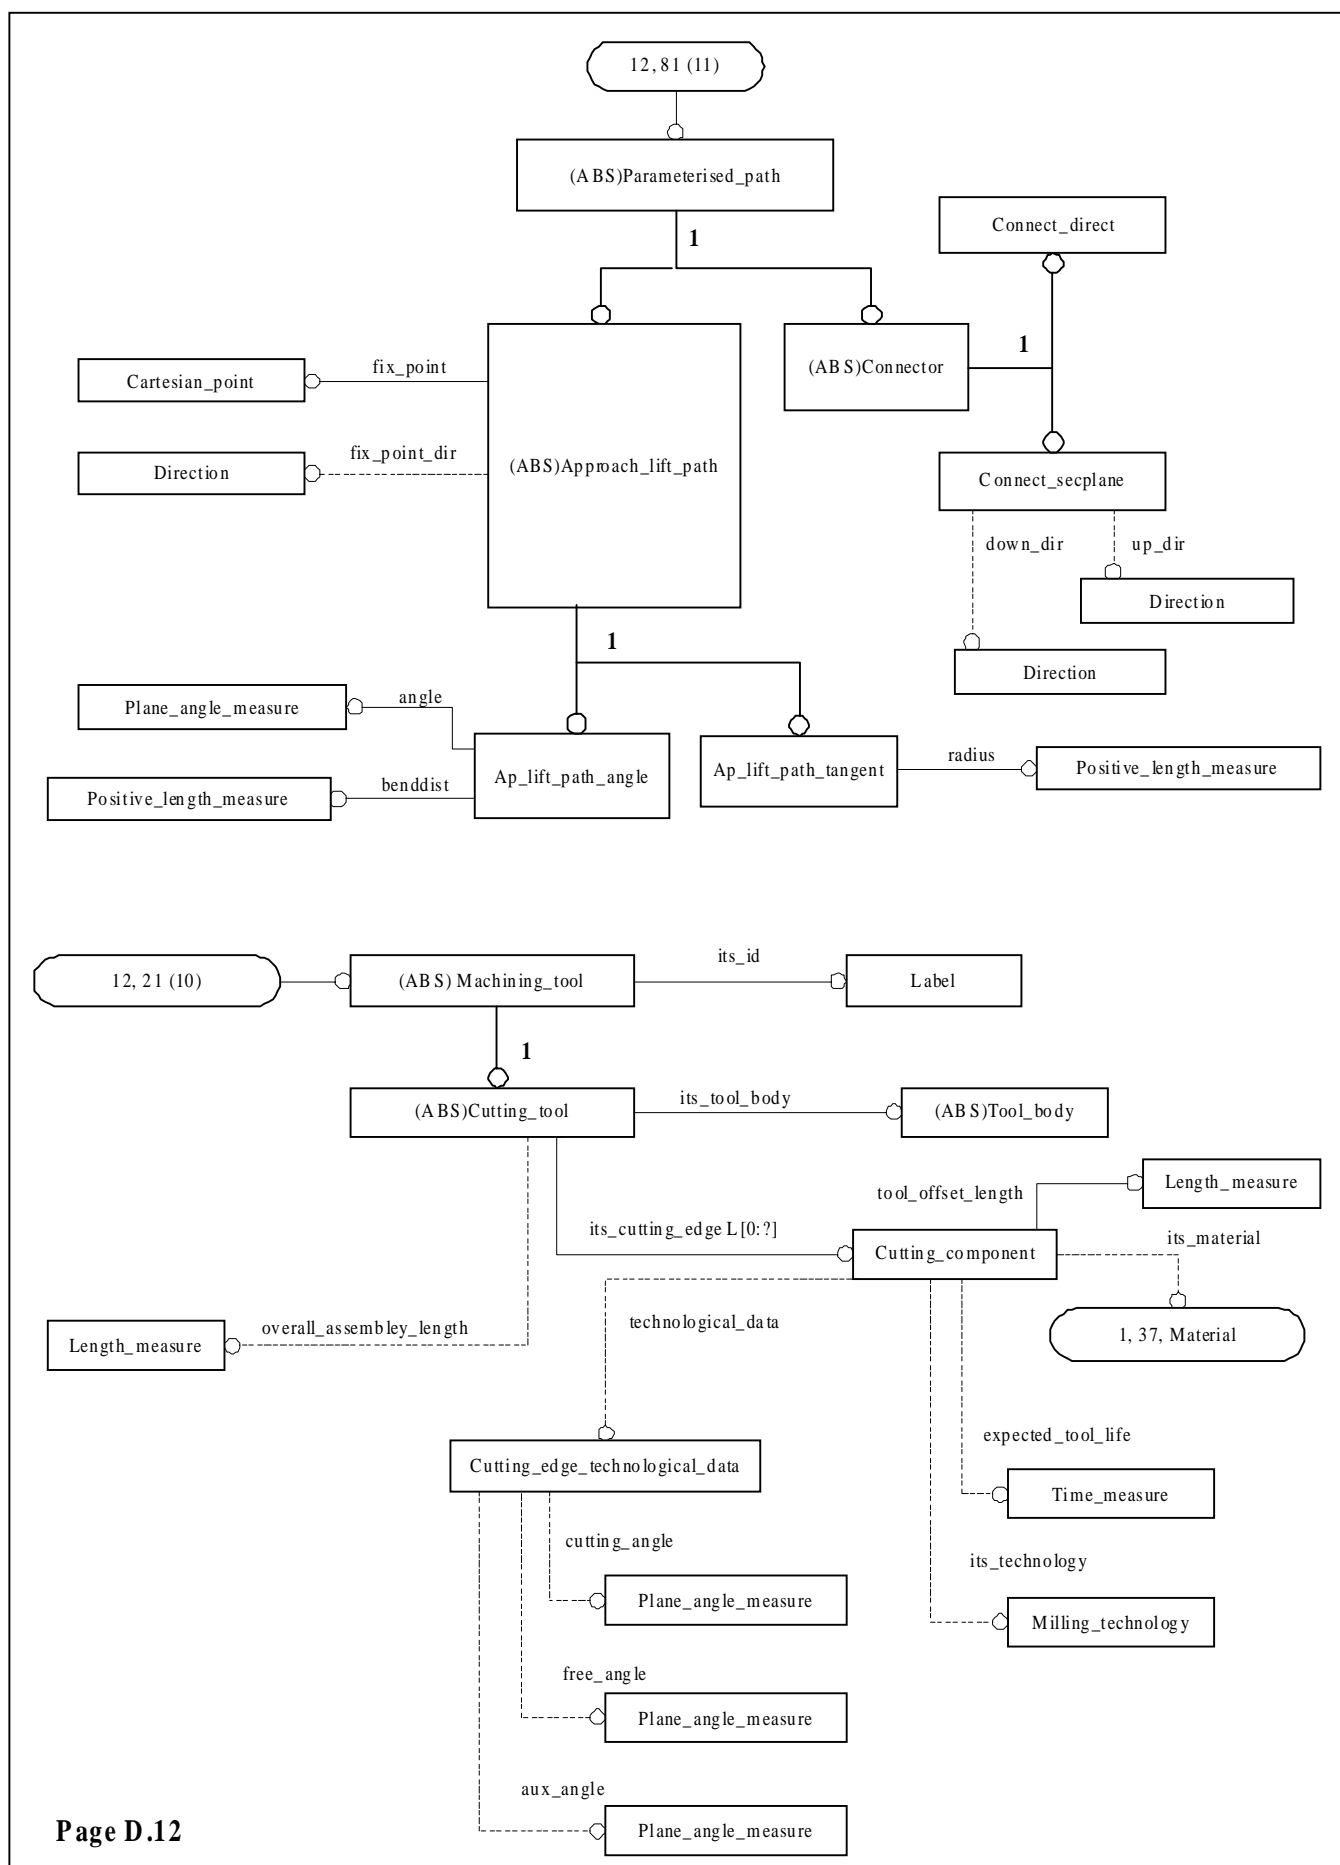 12, 81 (11)
(ABS)Parameterised_path
1
Connect_direct
fix_point
Cartesian_point
(ABS)Connector
1
fix_point_dir
Direction
(ABS)Approach_lift_path
Connect_secplane
down_dir
up_dir
Direction
Direction
1
angle
Plane_angle_measure
Ap_lift_path_angle
Ap_lift_path_tangent
radius
Positive_length_measure
benddist
Positive_length_measure
12, 21 (10)
(ABS) Machining_tool
its_id
Label
1
(ABS)Cutting_tool
its_tool_body
(ABS)Tool_body
tool_offset_length
Length_measure
its_cutting_edge L[0:?]
Cutting_component
its_material
1, 37, Material
technological_data
overall_assembley_length
Length_measure
expected_tool_life
Cutting_edge_technological_data
Time_measure
cutting_angle
its_technology
Plane_angle_measure
Milling_technology
free_angle
Plane_angle_measure
aux_angle
Plane_angle_measure
Page D.12